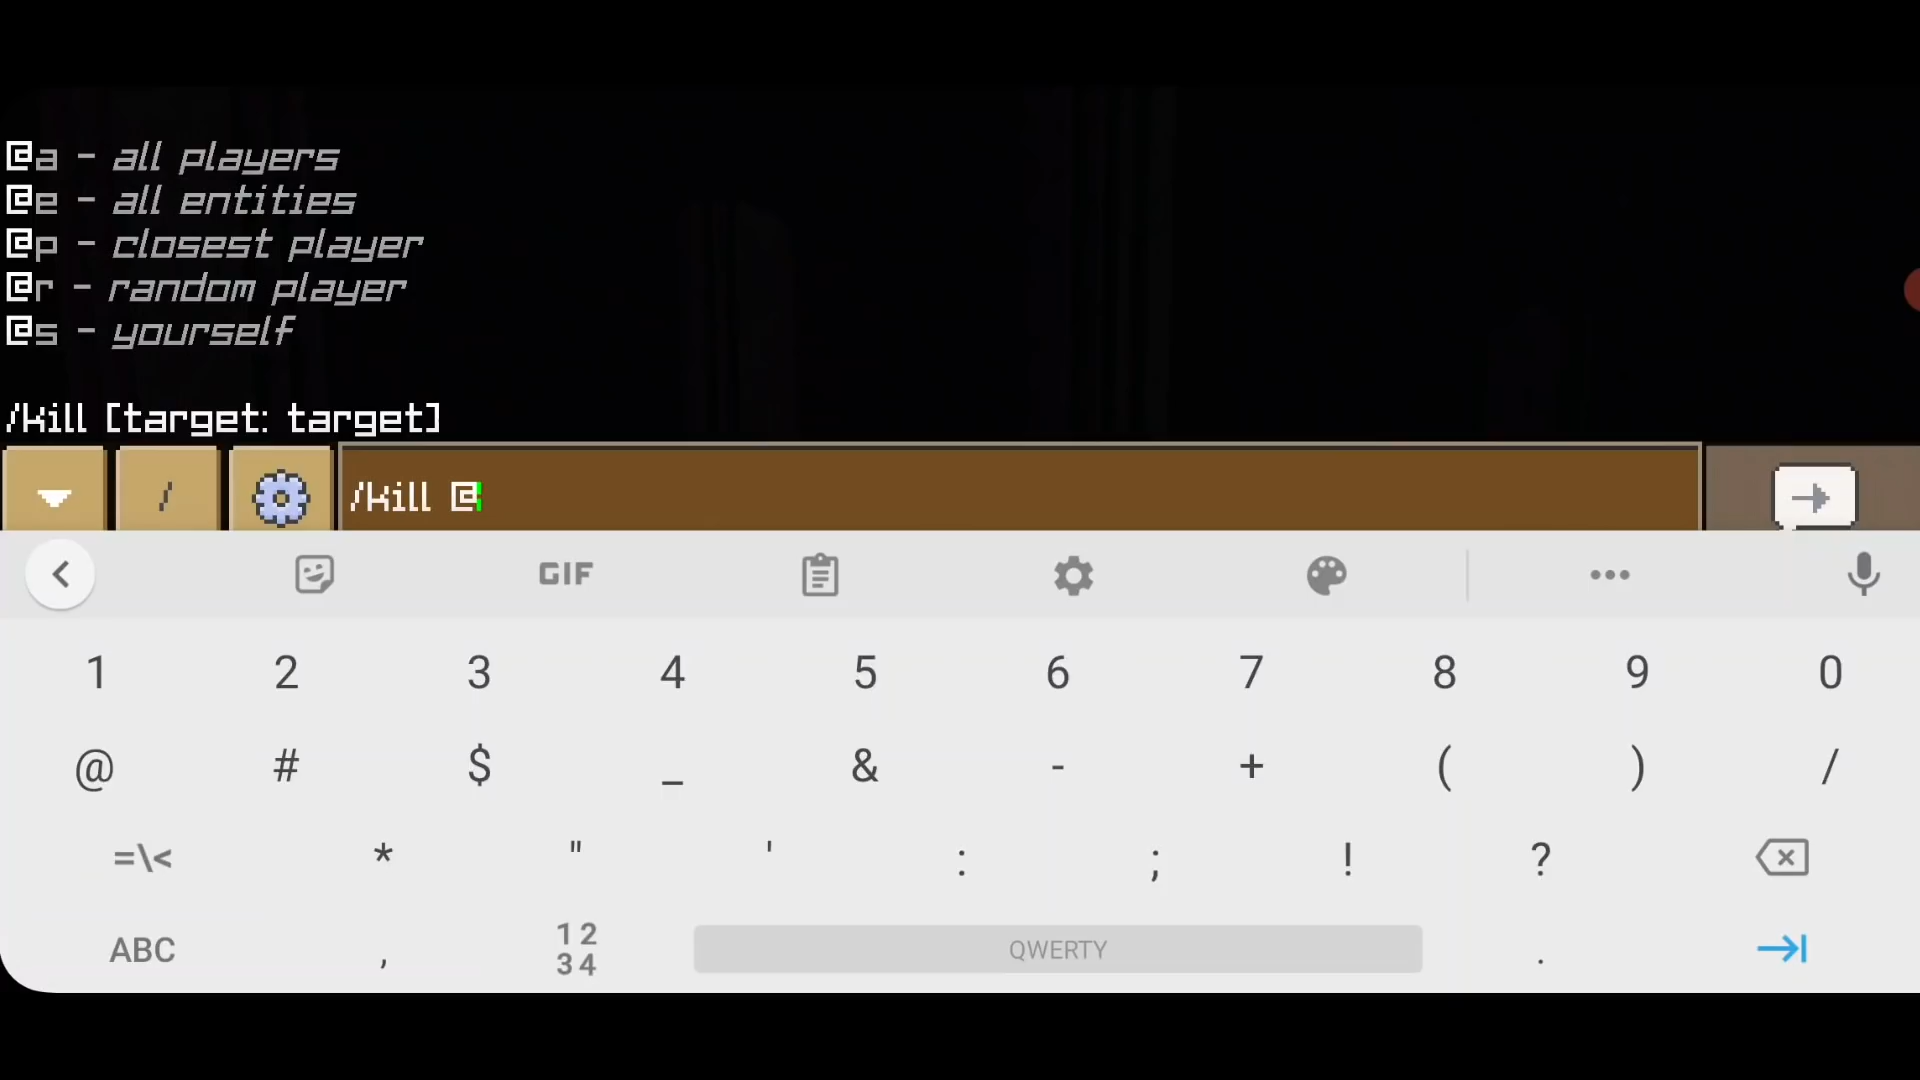 @a - all players
@e - all entities
@p - closest player
@r - random player
@s - yourself
/kill [target: target]
/ /kill @
GIF
1 2 3 4 5 6 7 8 9 0
@ # $ _ & - + ( ) /
=\< * " ' : ; ! ?
ABC , 12 34 QWERTY .